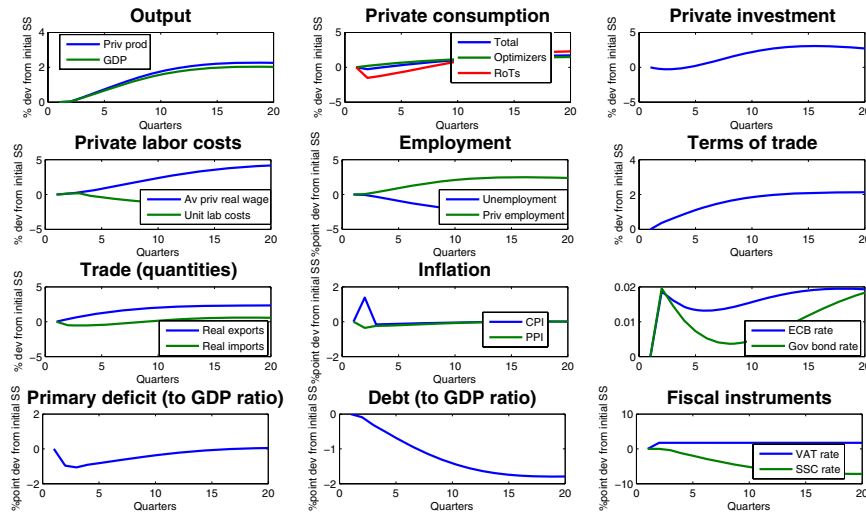 Output
% dev from initial SS
4
2
0
0 5 10 15 20
Quarters
Priv prod
GDP
Private consumption
% dev from initial SS
5
0
−5
0 5 10 15 20
Quarters
Total
Optimizers
RoTs
Private investment
% dev from initial SS
5
0
−5
0 5 10 15 20
Quarters
Private labor costs
% dev from initial SS
5
0
−5
0 5 10 15 20
Quarters
Av priv real wage
Unit lab costs
Employment
%point dev from initial SS
5
0
−5
0 5 10 15 20
Quarters
Unemployment
Priv employment
Terms of trade
% dev from initial SS
4
2
0
0 5 10 15 20
Quarters
Trade (quantities)
% dev from initial SS
5
0
−5
0 5 10 15 20
Quarters
Real exports
Real imports
Inflation
%point dev from initial SS
2
0
−2
0 5 10 15 20
Quarters
CPI
PPI
%point dev from initial SS
0.02
0.01
0
0 5 10 15 20
Quarters
ECB rate
Gov bond rate
Primary deficit (to GDP ratio)
%point dev from initial SS
2
0
−2
0 5 10 15 20
Quarters
Debt (to GDP ratio)
%point dev from initial SS
0
−1
−2
0 5 10 15 20
Quarters
Fiscal instruments
%point dev from initial SS
10
0
−10
0 5 10 15 20
Quarters
VAT rate
SSC rate